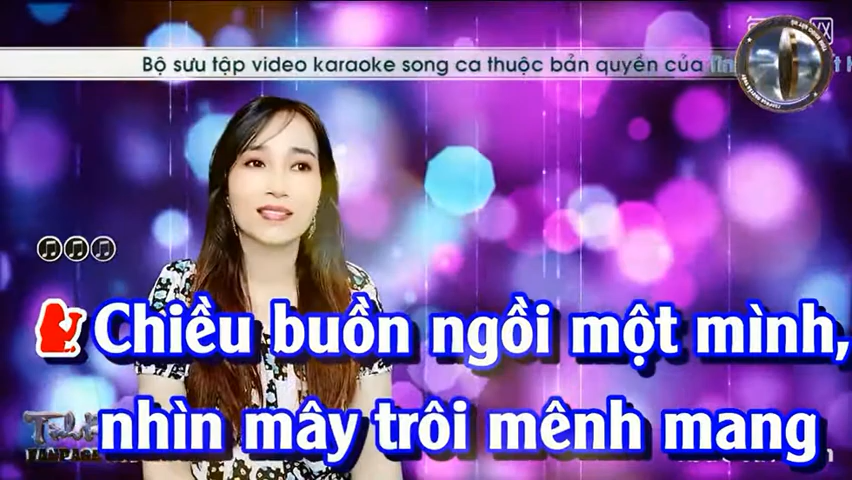 Bộ sưu tập video karaoke song ca thuộc bản quyền của
Chiều buồn ngồi một mình,
nhìn mây trôi mênh mang